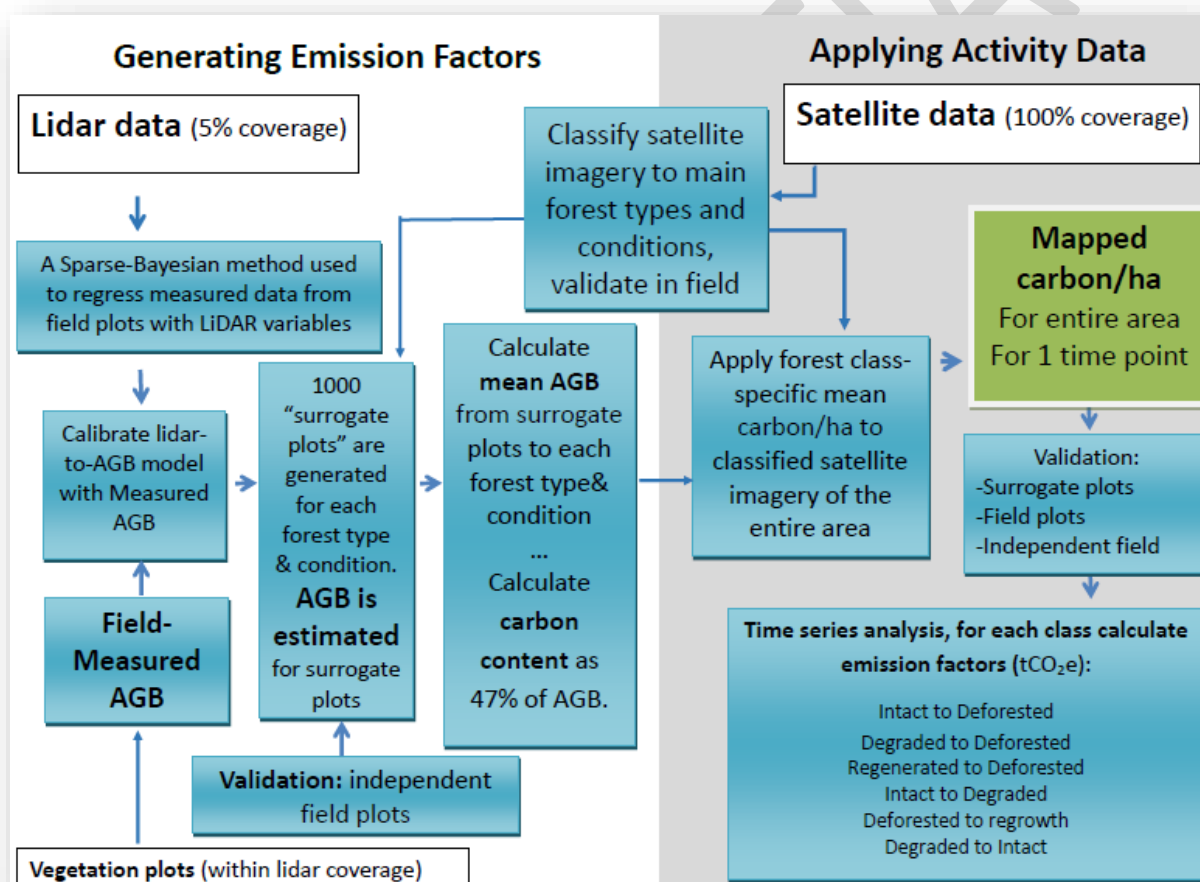 Generating Emission Factors
Lidar data (5% coverage)
A Sparse-Bayesian method used
to regress measured data from
field plots with LiDAR variables
Calibrate lidar-
to-AGB model
with Measured
AGB
Field-
Measured
AGB
Vegetation plots (within lidar coverage)
1000
“surrogate
plots” are
generated
for each
forest type
& condition.
AGB is
estimated
for surrogate
plots
Validation: independent
field plots
Calculate
mean AGB
from surrogate
plots to each
forest type&
condition
...
Calculate
carbon
content as
47% of AGB.
Classify satellite
imagery to main
forest types and
conditions,
validate in field
Applying Activity Data
Satellite data (100% coverage)
Apply forest class-
specific mean
carbon/ha to
classified satellite
imagery of the
entire area
Mapped
carbon/ha
For entire area
For 1 time point
Validation:
-Surrogate plots
-Field plots
-Independent field
Time series analysis, for each class calculate
emission factors (tCO₂e):
Intact to Deforested
Degraded to Deforested
Regenerated to Deforested
Intact to Degraded
Deforested to regrowth
Degraded to Intact